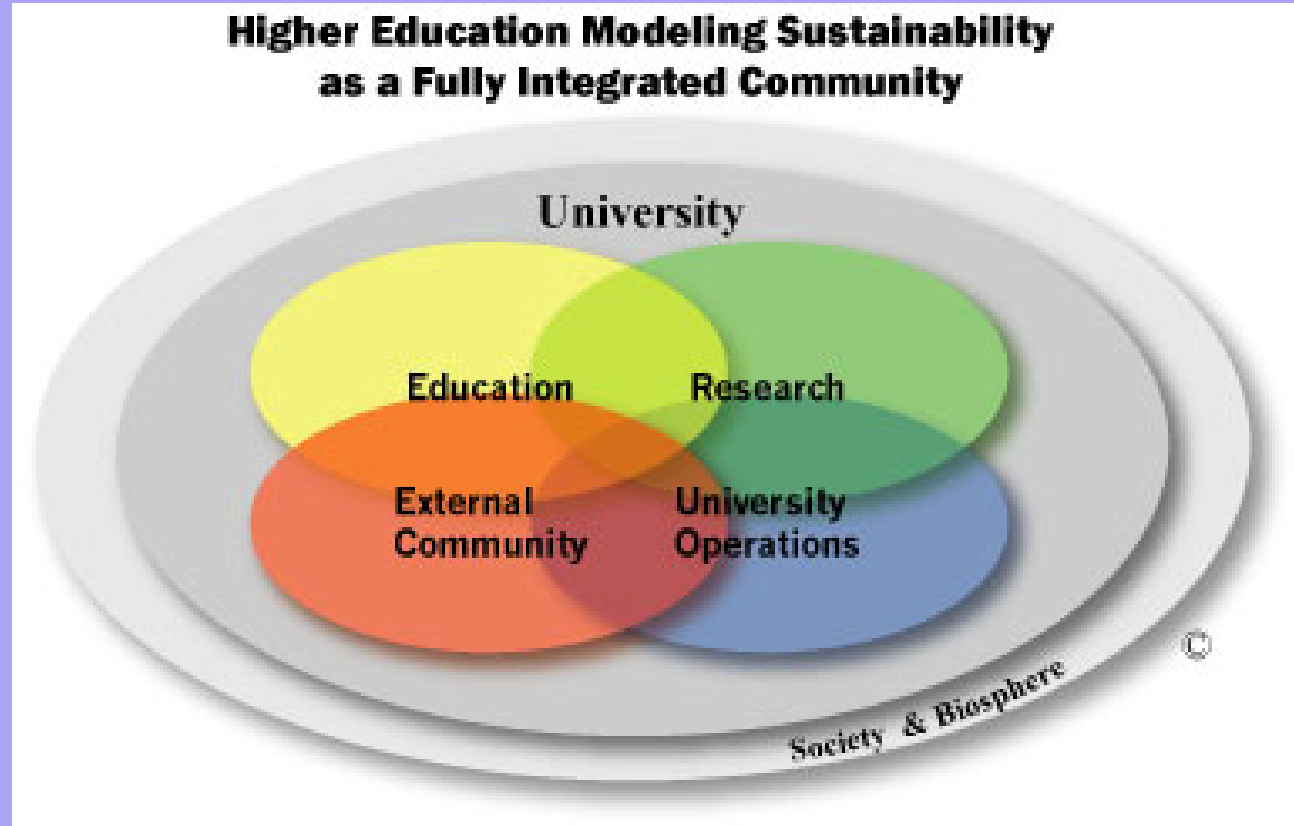 Higher Education Modeling Sustainability
as a Fully Integrated Community
University
Education
Research
External
Community
University
Operations
©
Society & Biosphere